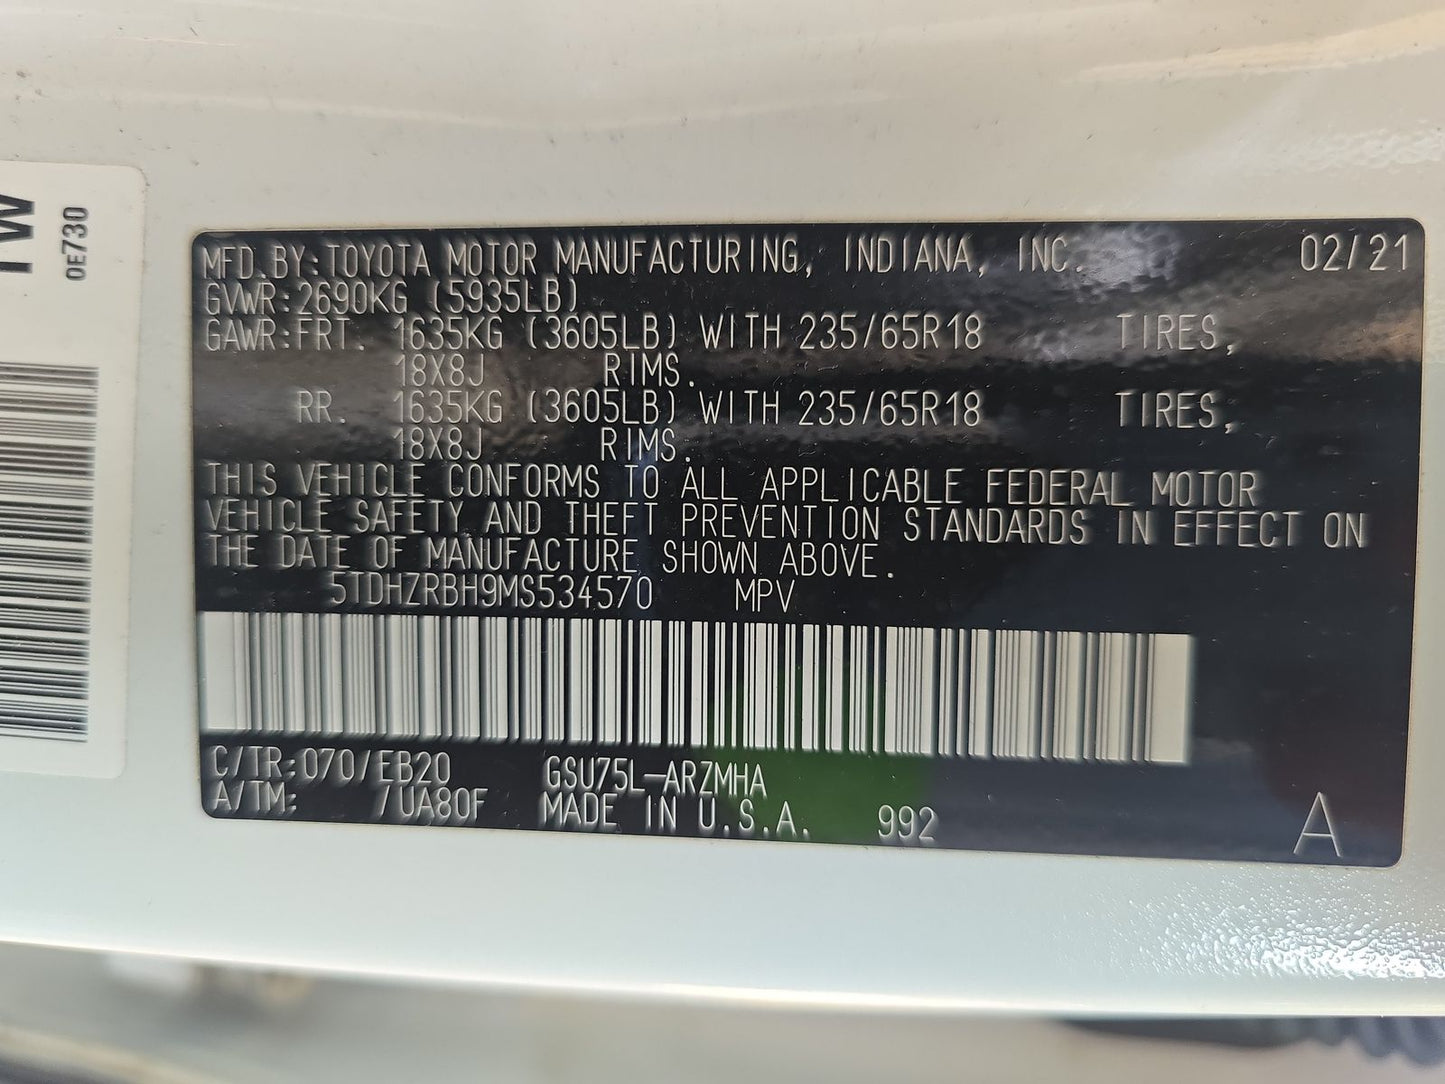 TW
0E730
MFD.BY:TOYOTA MOTOR MANUFACTURING, INDIANA, INC. 02/21
GVWR:2690KG (5935LB)
GAWR:FRT. 1635KG (3605LB) WITH 235/65R18 TIRES,
18X8J RIMS.
RR. 1635KG (3605LB) WITH 235/65R18 TIRES,
18X8J RIMS.
THIS VEHICLE CONFORMS TO ALL APPLICABLE FEDERAL MOTOR
VEHICLE SAFETY AND THEFT PREVENTION STANDARDS IN EFFECT ON
THE DATE OF MANUFACTURE SHOWN ABOVE.
5TDHZRBH9MS534570 MPV
C/TR:070/EB20 GSU75L-ARZMHA
A/TM: /UA80F MADE IN U.S.A. 992 A